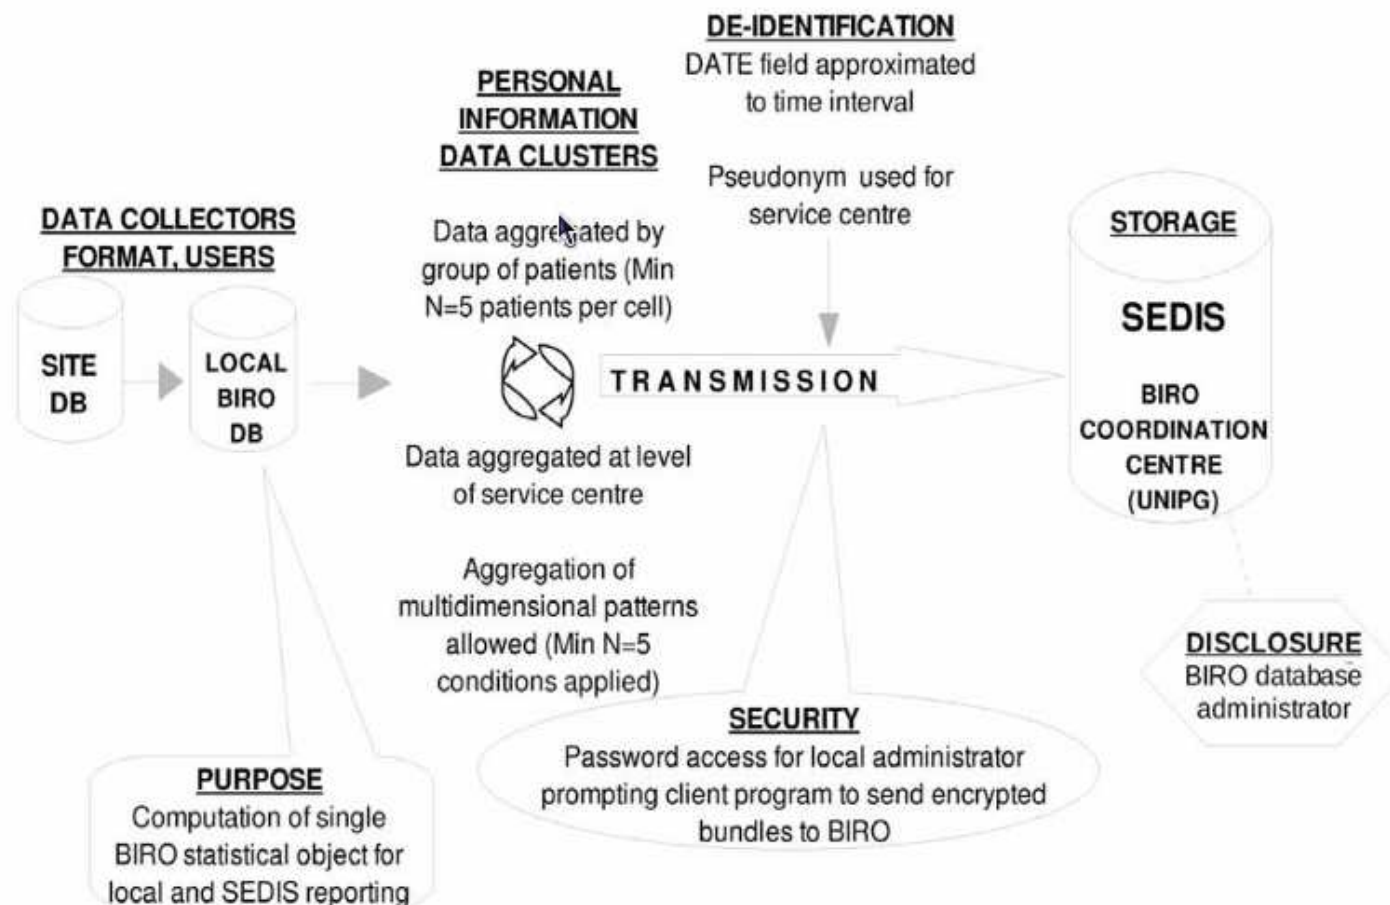 DATA COLLECTORS
FORMAT, USERS
SITE
DB
LOCAL
BIRO
DB
PERSONAL
INFORMATION
DATA CLUSTERS
Data aggregated by
group of patients (Min
N=5 patients per cell)
Data aggregated at level
of service centre
Aggregation of
multidimensional patterns
allowed (Min N=5
conditions applied)
DE-IDENTIFICATION
DATE field approximated
to time interval
Pseudonym used for
service centre
TRANSMISSION
STORAGE
SEDIS
BIRO
COORDINATION
CENTRE
(UNIPG)
DISCLOSURE
BIRO database
administrator
SECURITY
Password access for local administrator
prompting client program to send encrypted
bundles to BIRO
PURPOSE
Computation of single
BIRO statistical object for
local and SEDIS reporting